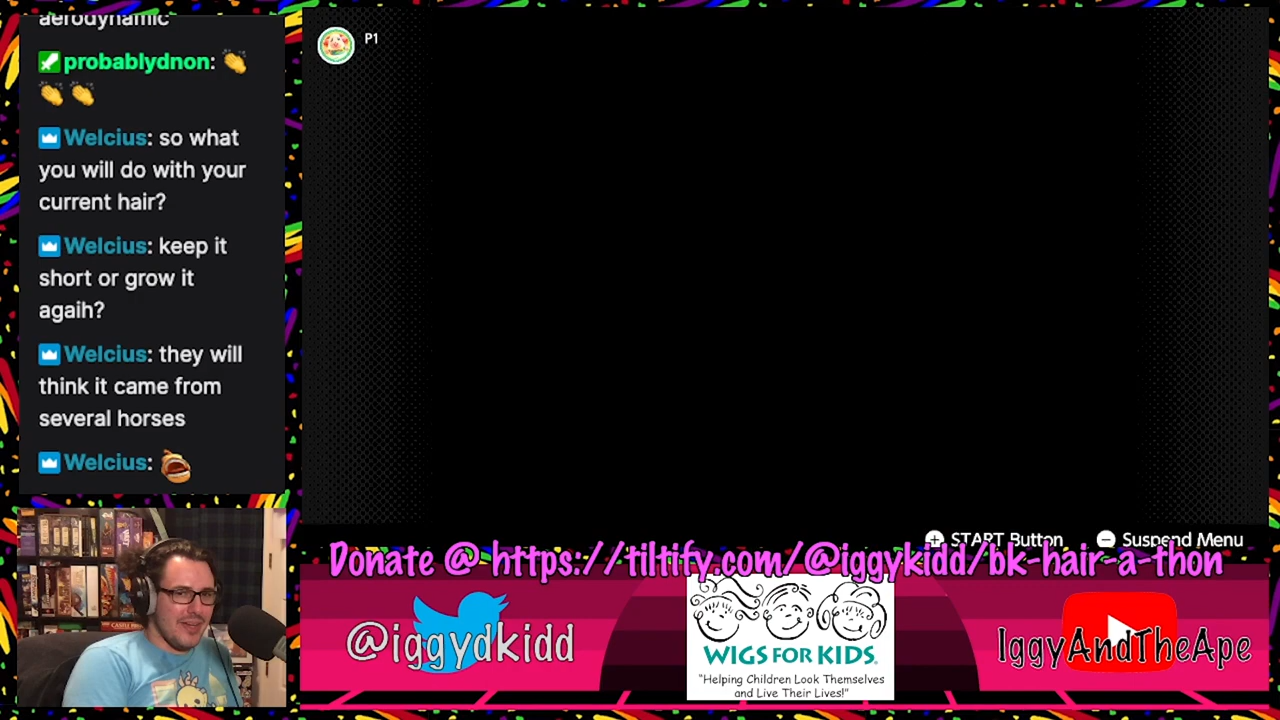 aerodynamic
probablydnon: 👏
👏 👏
Welcius: so what
you will do with your
current hair?
Welcius: keep it
short or grow it
agaih?
Welcius: they will
think it came from
several horses
Welcius:
P1
START Button
Suspend Menu
Donate @ https://tiltify.com/@iggykidd/bk-hair-a-thon
@iggydkidd
WIGS FOR KIDS.
"Helping Children Look Themselves
and Live Their Lives!"
IggyAndTheApe